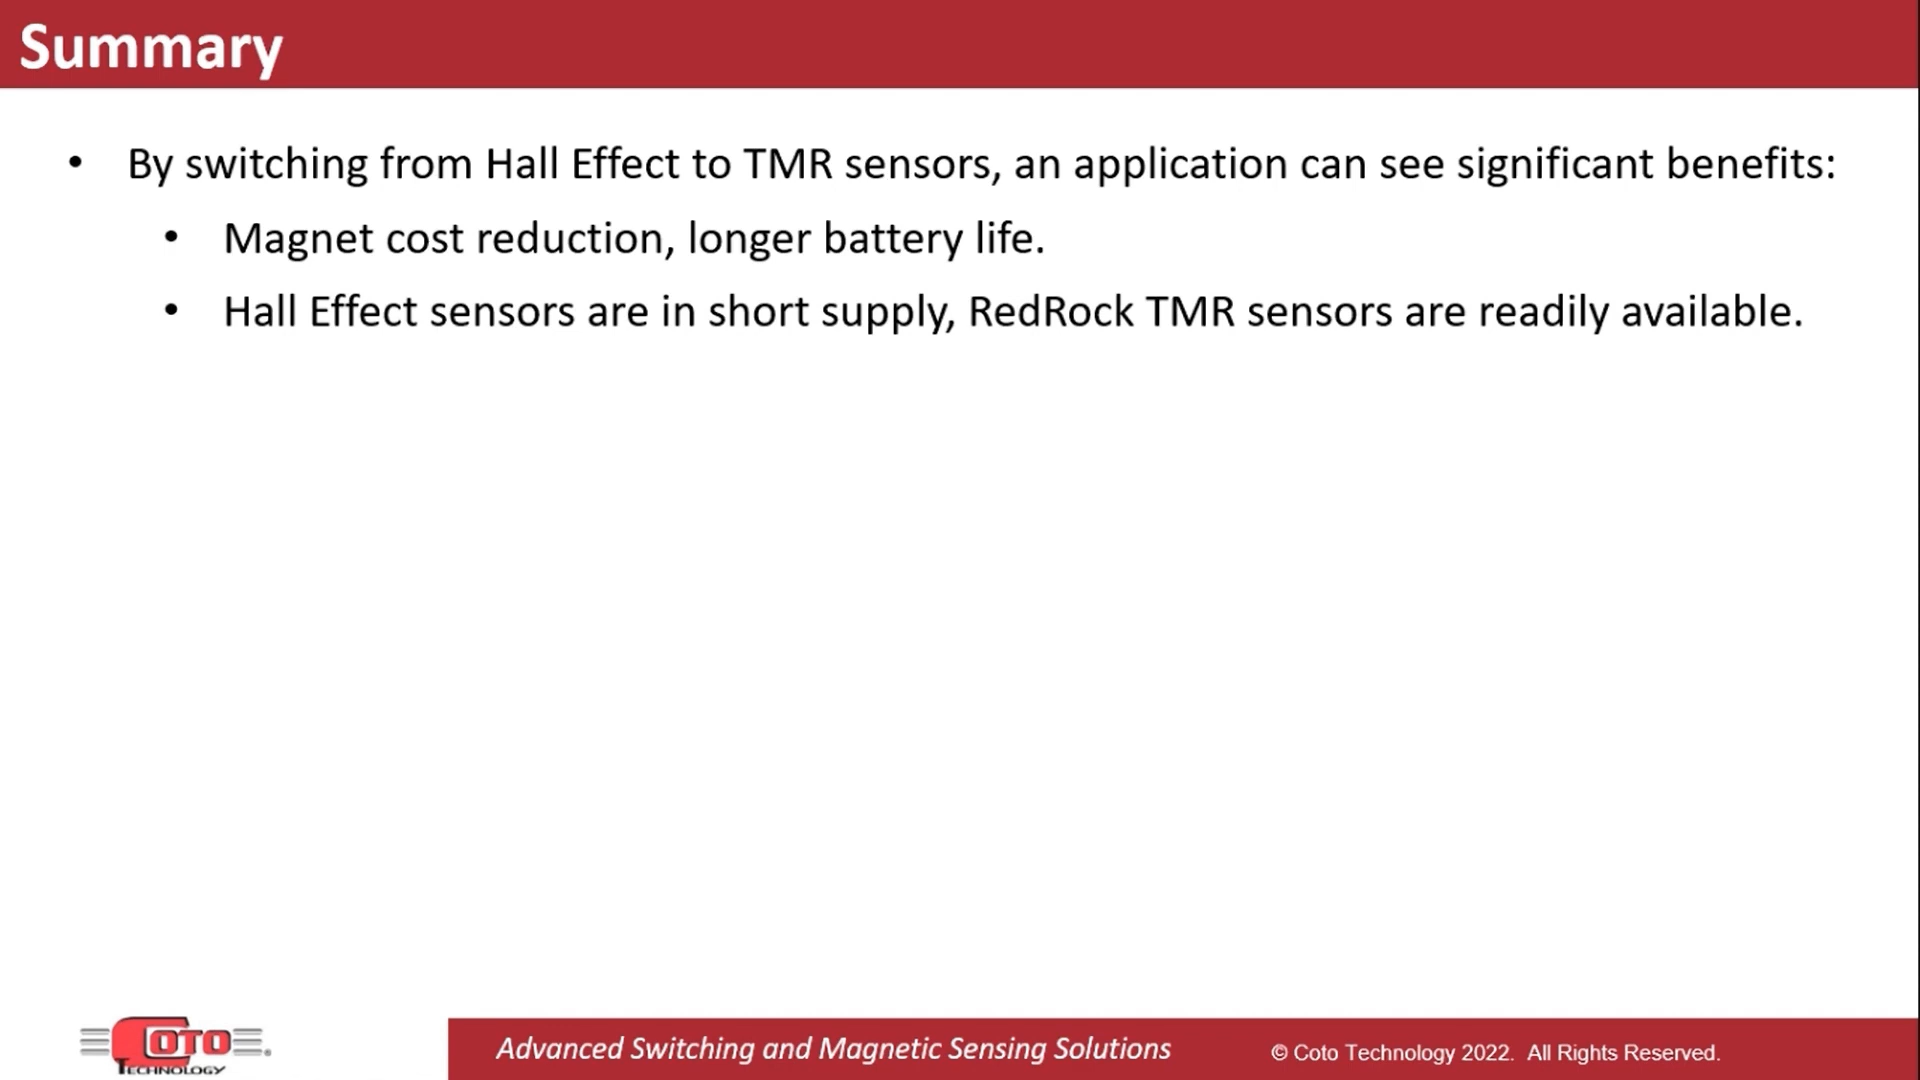 Summary
• By switching from Hall Effect to TMR sensors, an application can see significant benefits:
• Magnet cost reduction, longer battery life.
• Hall Effect sensors are in short supply, RedRock TMR sensors are readily available.
COTO
TECHNOLOGY
Advanced Switching and Magnetic Sensing Solutions
© Coto Technology 2022. All Rights Reserved.